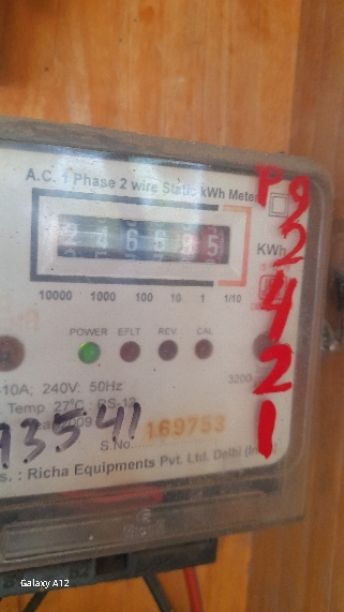 A.C. 1 Phase 2 wire Static kWh Meter
P9
2
4
2
1
2 4 6 6 9 5
KWh
10000 1000 100 10 1 1/10
POWER EFLT REV. CAL
3200
-10A; 240V: 50Hz
Temp. 27°C
2009
13541
S.No. 169753
s. : Richa Equipments Pvt. Ltd. Delhi
Galaxy A12